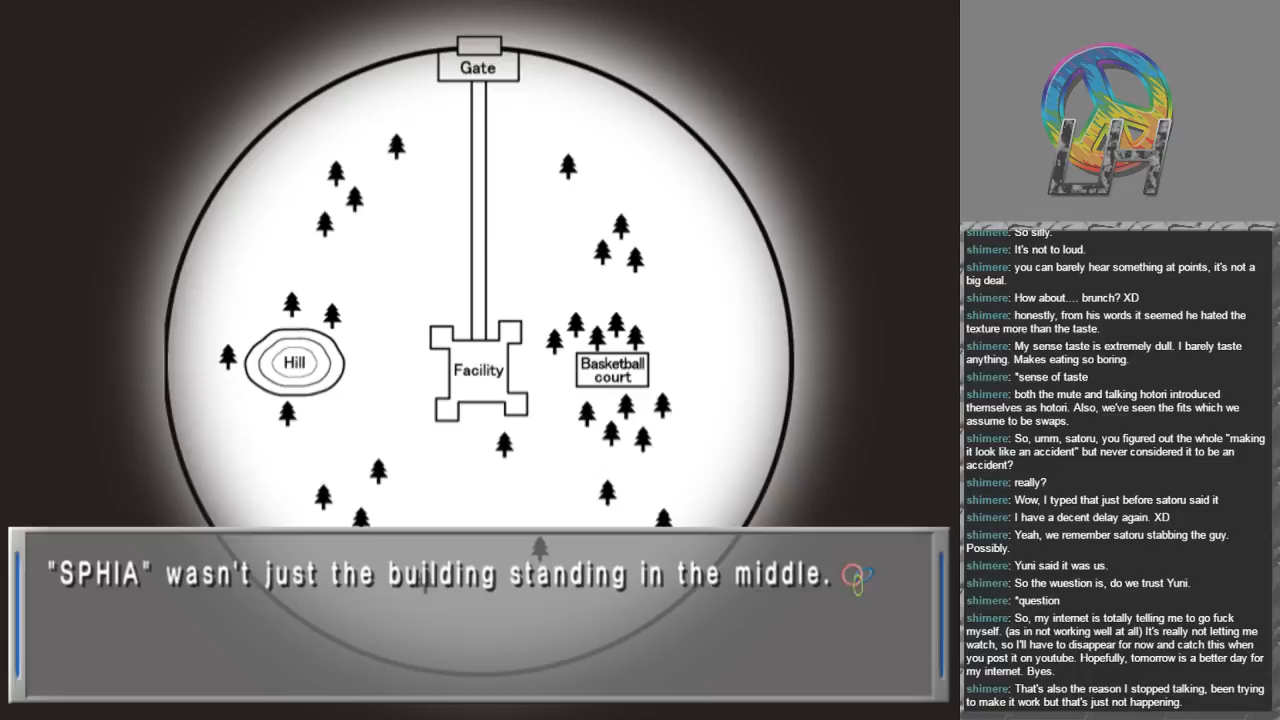 Gate
Hill
Facility
Basketball
court
"SPHIA" wasn't just the building standing in the middle.
LH
shimere: So silly.
shimere: It's not to loud.
shimere: you can barely hear something at points, it's not a
big deal.
shimere: How about.... brunch? XD
shimere: honestly, from his words it seemed he hated the
texture more than the taste.
shimere: My sense taste is extremely dull. I barely taste
anything. Makes eating so boring.
shimere: *sense of taste
shimere: both the mute and talking hotori introduced
themselves as hotori. Also, we've seen the fits which we
assume to be swaps.
shimere: So, umm, satoru, you figured out the whole "making
it look like an accident" but never considered it to be an
accident?
shimere: really?
shimere: Wow, I typed that just before satoru said it
shimere: I have a decent delay again. XD
shimere: Yeah, we remember satoru stabbing the guy.
Possibly.
shimere: Yuni said it was us.
shimere: So the wuestion is, do we trust Yuni.
shimere: *question
shimere: So, my internet is totally telling me to go fuck
myself. (as in not working well at all) It's really not letting me
watch, so I'll have to disappear for now and catch this when
you post it on youtube. Hopefully, tomorrow is a better day for
my internet. Byes.
shimere: That's also the reason I stopped talking, been trying
to make it work but that's just not happening.